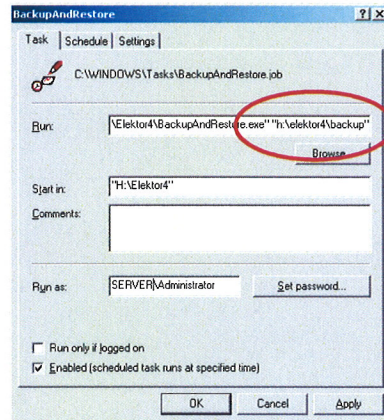 BackupAndRestore
Task Schedule Settings
C:\WINDOWS\Tasks\BackupAndRestore.job
Run: \Elektor4\BackupAndRestore.exe" "h:\elektor4\backup"
Browse...
Start in: "H:\Elektor4"
Comments:
Run as: SERVER\Administrator Set password...
Run only if logged on
Enabled (scheduled task runs at specified time)
OK Cancel Apply